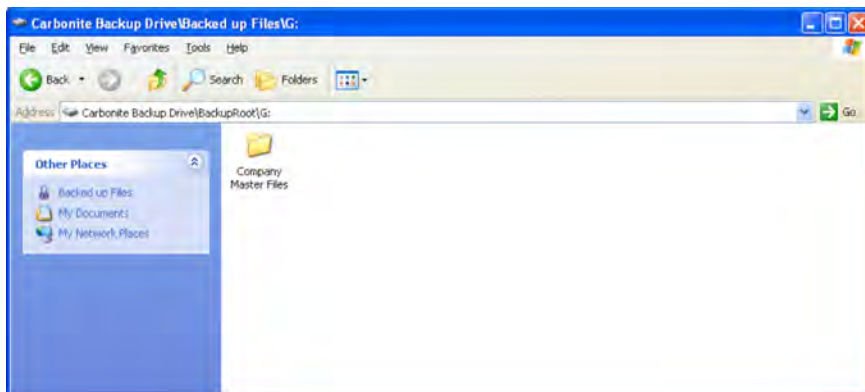 Carbonite Backup Drive\Backed up Files\G:
File Edit View Favorites Tools Help
Back Search Folders
Address Carbonite Backup Drive\BackupRoot\G: Go
Other Places
Backed up Files
My Documents
My Network Places
Company
Master Files